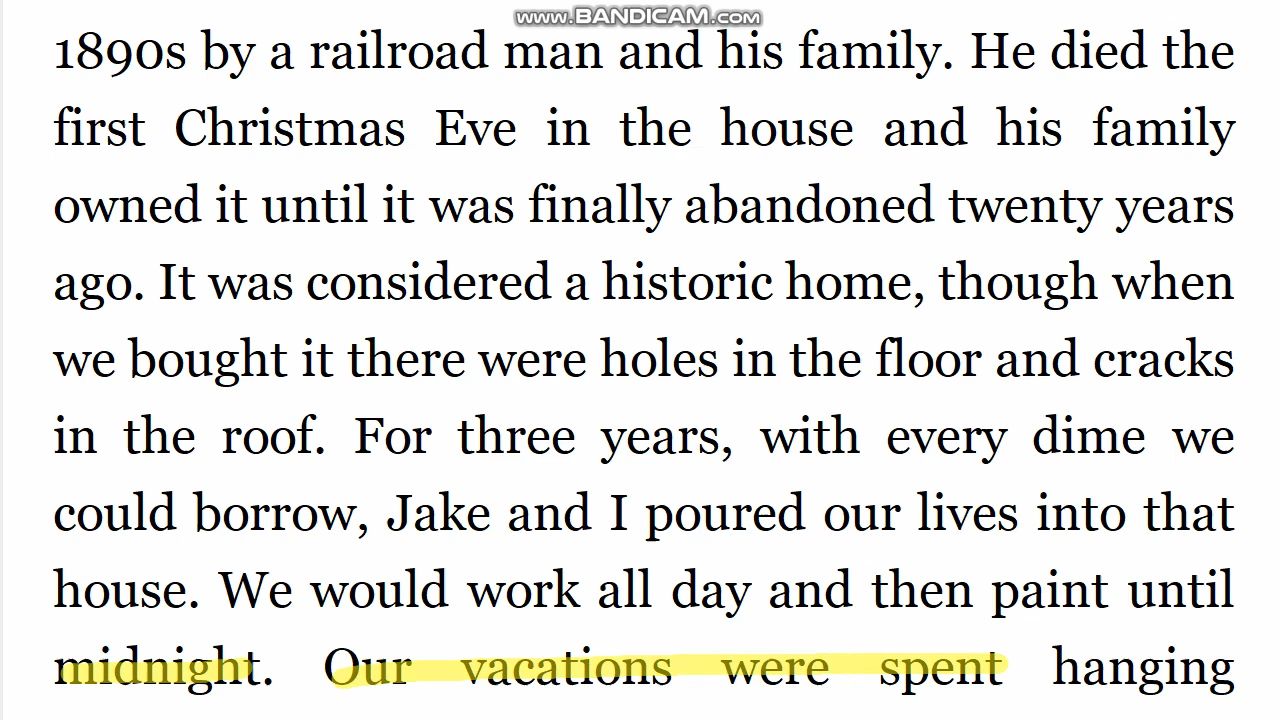 www.BANDICAM.com
1890s by a railroad man and his family. He died the
first Christmas Eve in the house and his family
owned it until it was finally abandoned twenty years
ago. It was considered a historic home, though when
we bought it there were holes in the floor and cracks
in the roof. For three years, with every dime we
could borrow, Jake and I poured our lives into that
house. We would work all day and then paint until
midnight. Our vacations were spent hanging